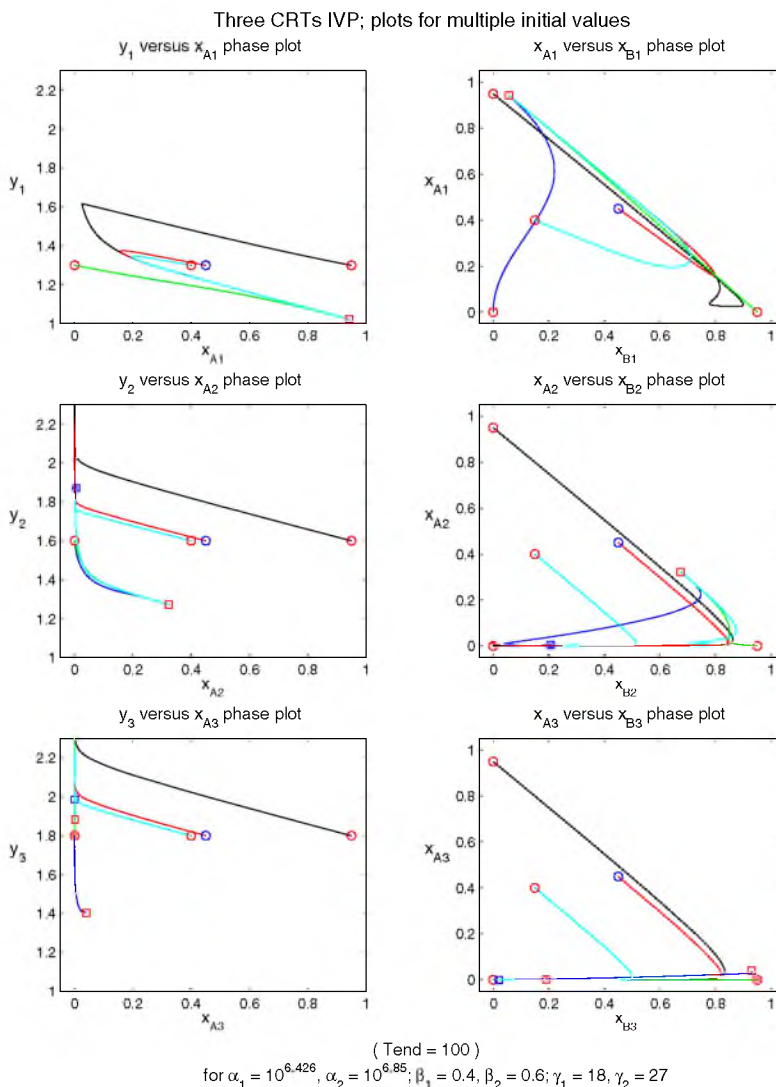 Three CRTs IVP; plots for multiple initial values
y1 versus xA1 phase plot
xA1 versus xB1 phase plot
2.2
2
1.8
y1
1.6
1.4
1.2
1
0 0.2 0.4 0.6 0.8 1
xA1
1
0.8
xA1
0.6
0.4
0.2
0
0 0.2 0.4 0.6 0.8 1
xB1
y2 versus xA2 phase plot
xA2 versus xB2 phase plot
2.2
2
1.8
y2
1.6
1.4
1.2
1
0 0.2 0.4 0.6 0.8 1
xA2
1
0.8
xA2
0.6
0.4
0.2
0
0 0.2 0.4 0.6 0.8 1
xB2
y3 versus xA3 phase plot
xA3 versus xB3 phase plot
2.2
2
1.8
y3
1.6
1.4
1.2
1
0 0.2 0.4 0.6 0.8 1
xA3
1
0.8
xA3
0.6
0.4
0.2
0
0 0.2 0.4 0.6 0.8 1
xB3
( Tend = 100 )
for α1 = 10^6.426, α2 = 10^6.85; β1 = 0.4, β2 = 0.6; γ1 = 18, γ2 = 27